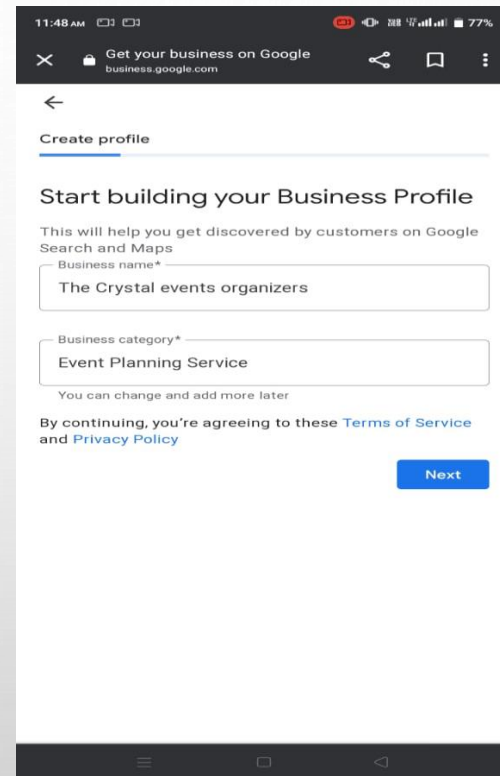 11:48 AM
77%
Get your business on Google
business.google.com
Create profile
Start building your Business Profile
This will help you get discovered by customers on Google
Search and Maps
Business name*
The Crystal events organizers
Business category*
Event Planning Service
You can change and add more later
By continuing, you're agreeing to these Terms of Service
and Privacy Policy
Next